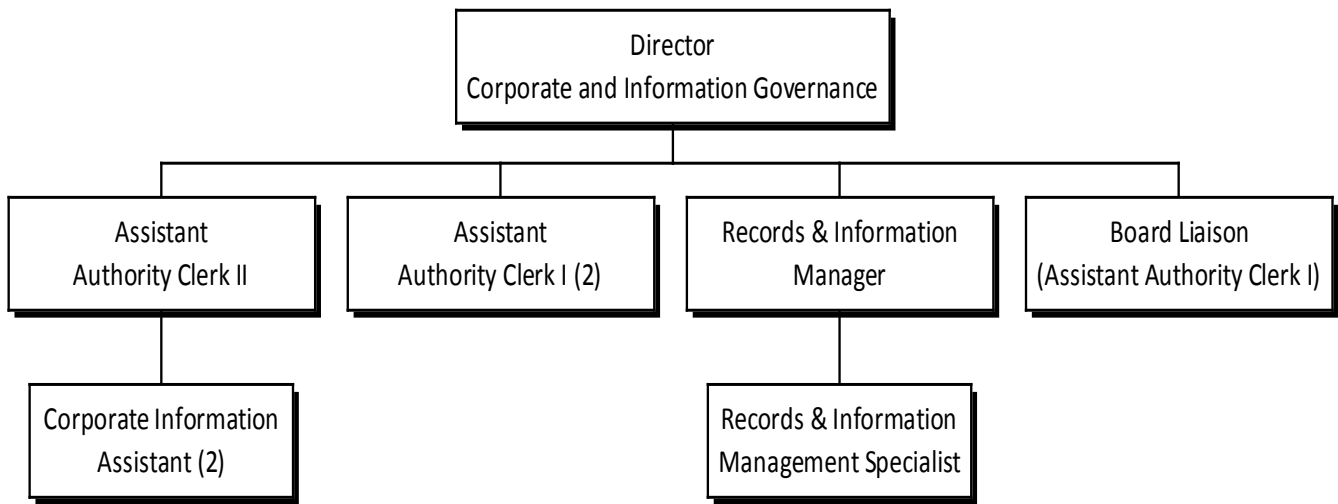 Director
Corporate and Information Governance
Assistant
Authority Clerk II
Assistant
Authority Clerk I (2)
Records & Information
Manager
Board Liaison
(Assistant Authority Clerk I)
Corporate Information
Assistant (2)
Records & Information
Management Specialist